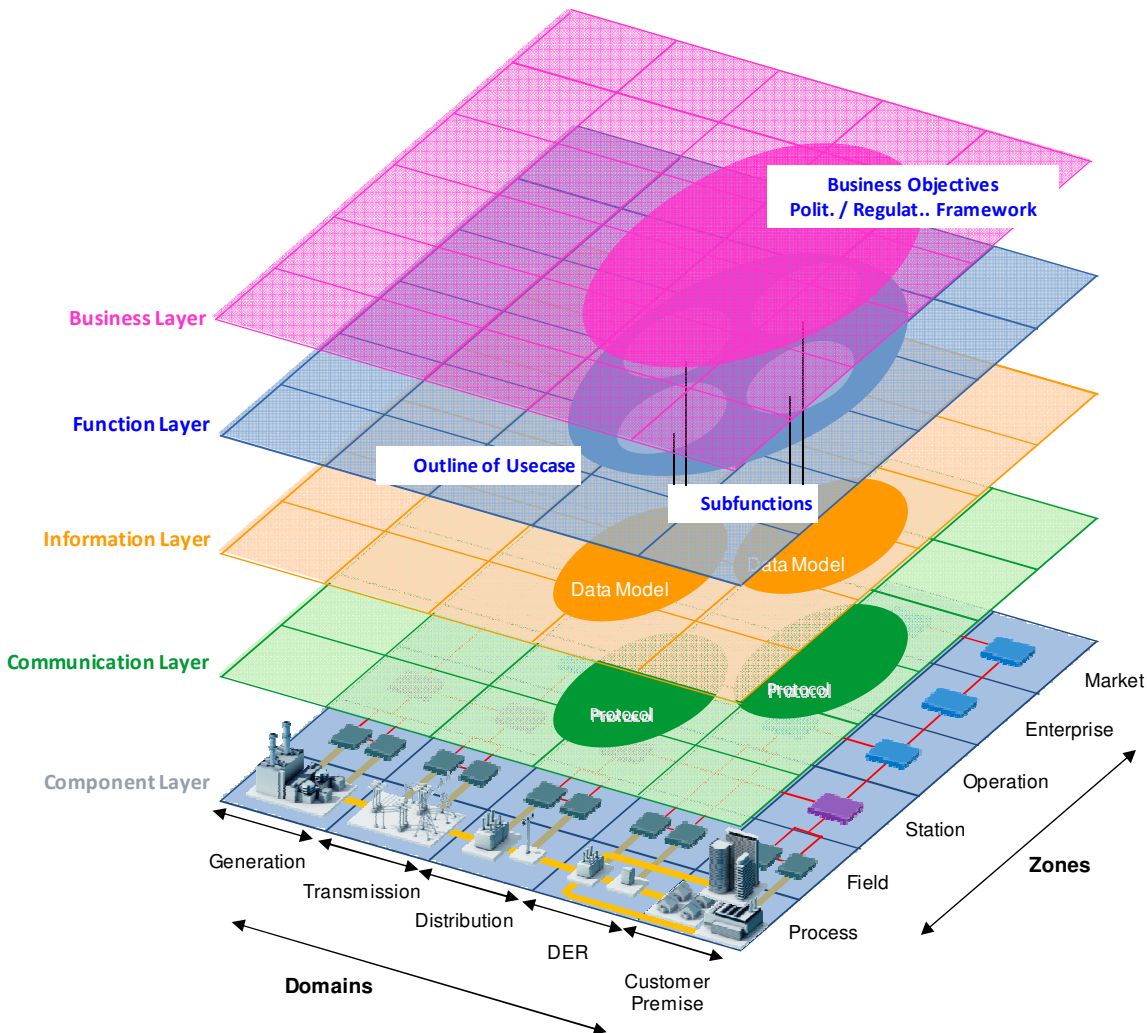 Business Objectives
Polit. / Regulat.. Framework
Business Layer
Function Layer
Outline of Usecase
Subfunctions
Information Layer
Data Model
Data Model
Communication Layer
Protocol
Protocol
Component Layer
Market
Enterprise
Operation
Station
Field
Process
Zones
Generation
Transmission
Distribution
DER
Customer
Premise
Domains